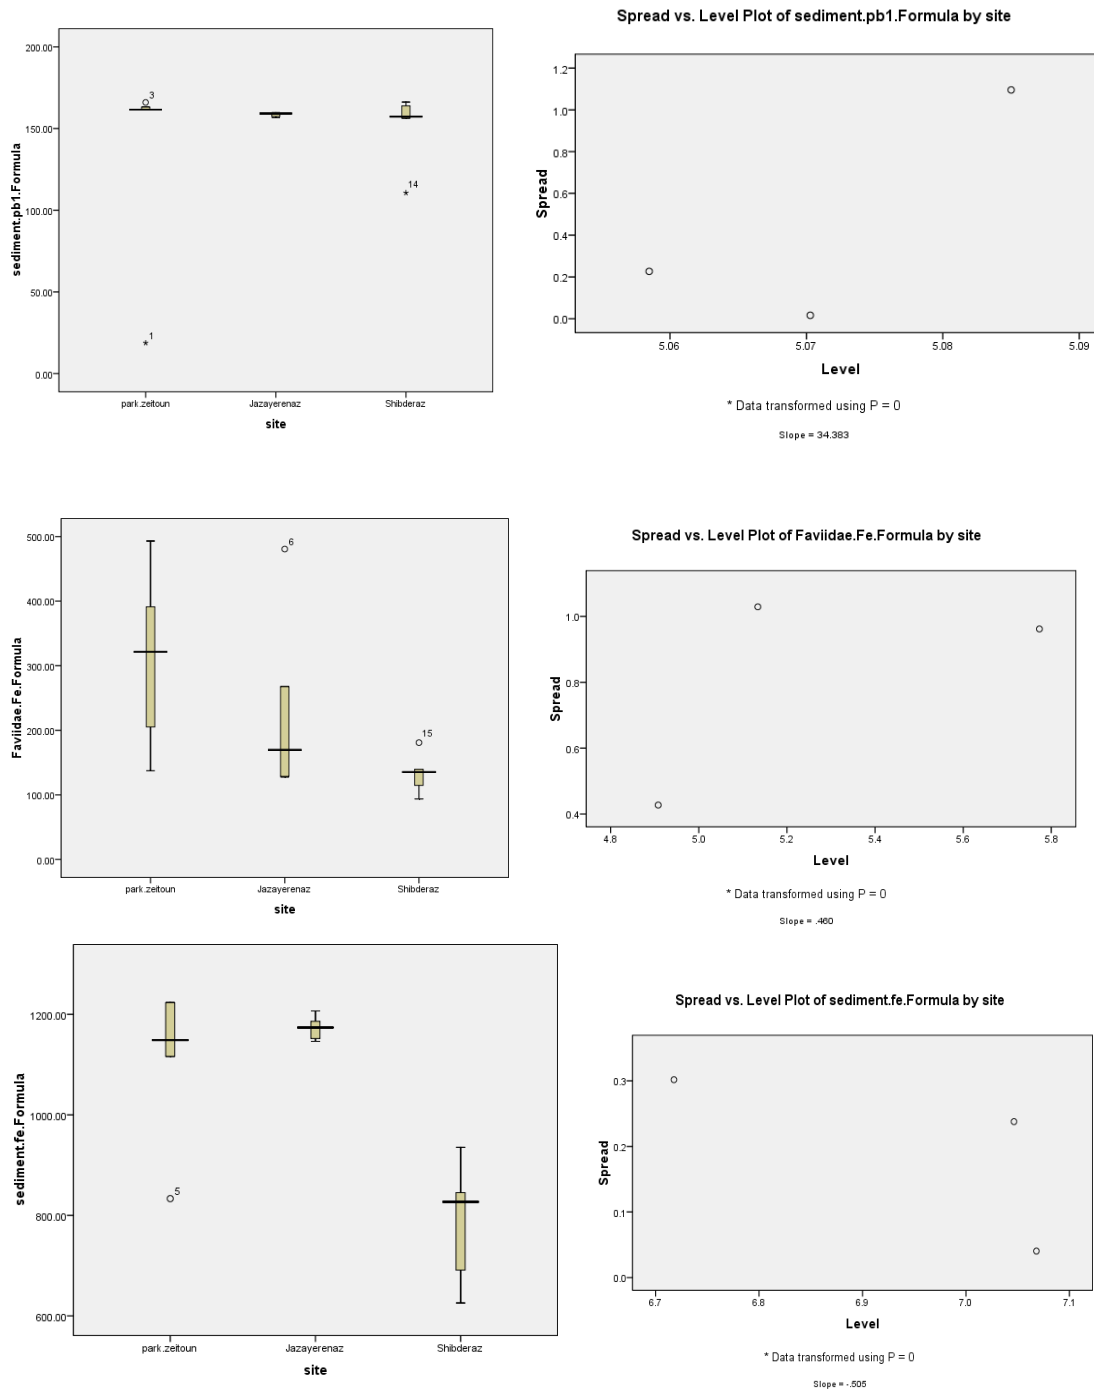 Spread vs. Level Plot of sediment.pb1.Formula by site
sediment.pb1.Formula
200.00
150.00
100.00
50.00
0.00
3
1
14
park.zeitoun
Jazayerenaz
Shibderaz
site
Spread
1.2
1.0
0.8
0.6
0.4
0.2
0.0
5.06
5.07
5.08
5.09
Level
* Data transformed using P = 0
Slope = 34.383
Faviidae.Fe.Formula
500.00
400.00
300.00
200.00
100.00
0.00
6
15
park.zeitoun
Jazayerenaz
Shibderaz
site
Spread vs. Level Plot of Faviidae.Fe.Formula by site
Spread
1.0
0.8
0.6
0.4
4.8
5.0
5.2
5.4
5.6
5.8
Level
* Data transformed using P = 0
Slope = .460
sediment.fe.Formula
1200.00
1000.00
800.00
600.00
5
park.zeitoun
Jazayerenaz
Shibderaz
site
Spread vs. Level Plot of sediment.fe.Formula by site
Spread
0.3
0.2
0.1
0.0
6.7
6.8
6.9
7.0
7.1
Level
* Data transformed using P = 0
Slope = -.505